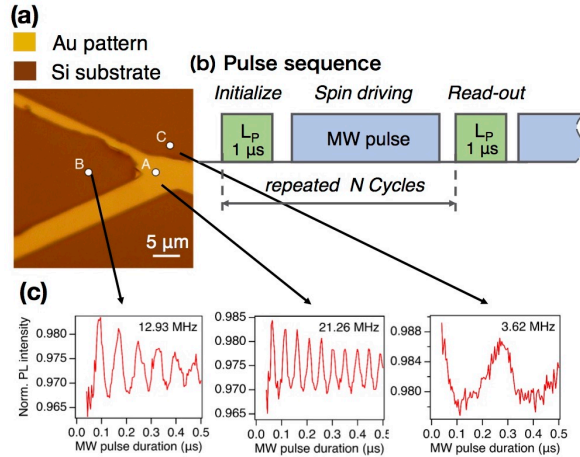 (a)
Au pattern
Si substrate
(b) Pulse sequence
Initialize Spin driving Read-out
L_P 1 µs MW pulse L_P 1 µs
repeated N Cycles
C
B A
5 µm
(c)
Norm. PL intensity
0.980
0.975
0.970
0.965
12.93 MHz
0.0 0.1 0.2 0.3 0.4 0.5
MW pulse duration (µs)
0.985
0.980
0.975
0.970
0.965
21.26 MHz
0.0 0.1 0.2 0.3 0.4 0.5
MW pulse duration (µs)
0.988
0.984
0.980
3.62 MHz
0.0 0.1 0.2 0.3 0.4 0.5
MW pulse duration (µs)